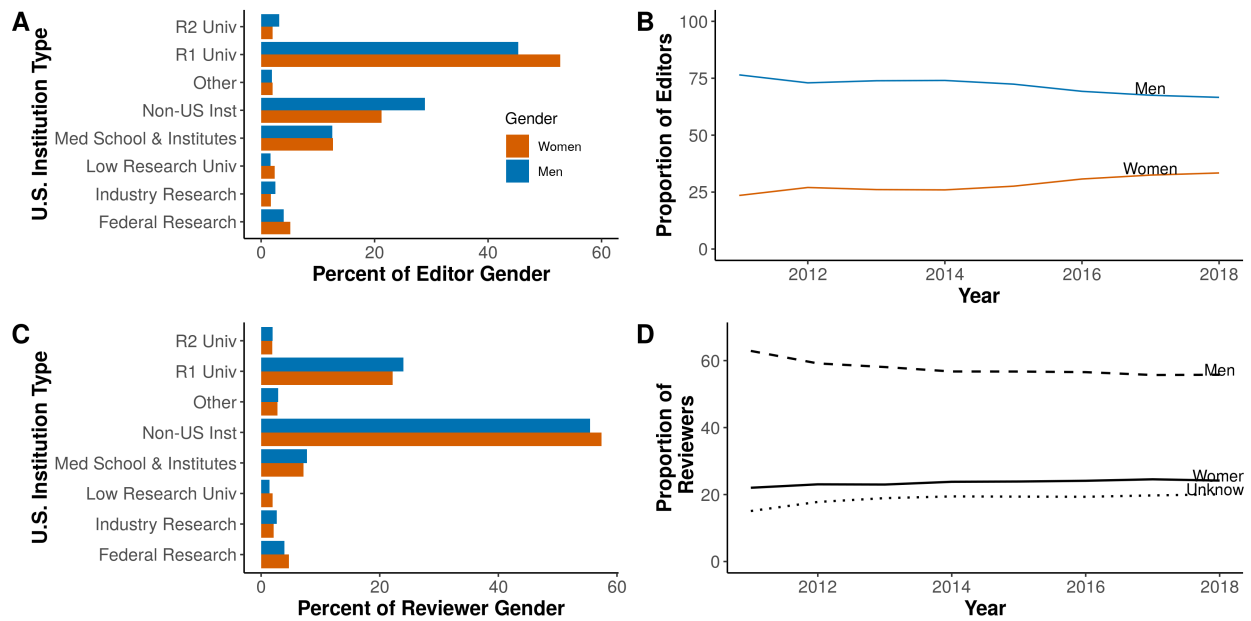 A
U.S. Institution Type
R2 Univ
R1 Univ
Other
Non-US Inst
Med School & Institutes
Low Research Univ
Industry Research
Federal Research
0 20 40 60
Percent of Editor Gender
Gender
Women
Men
B
Proportion of Editors
100
75
50
25
0
Men
Women
2012 2014 2016 2018
Year
C
U.S. Institution Type
R2 Univ
R1 Univ
Other
Non-US Inst
Med School & Institutes
Low Research Univ
Industry Research
Federal Research
0 20 40 60
Percent of Reviewer Gender
D
Proportion of
Reviewers
60
40
20
0
Men
Women
Unknow
2012 2014 2016 2018
Year